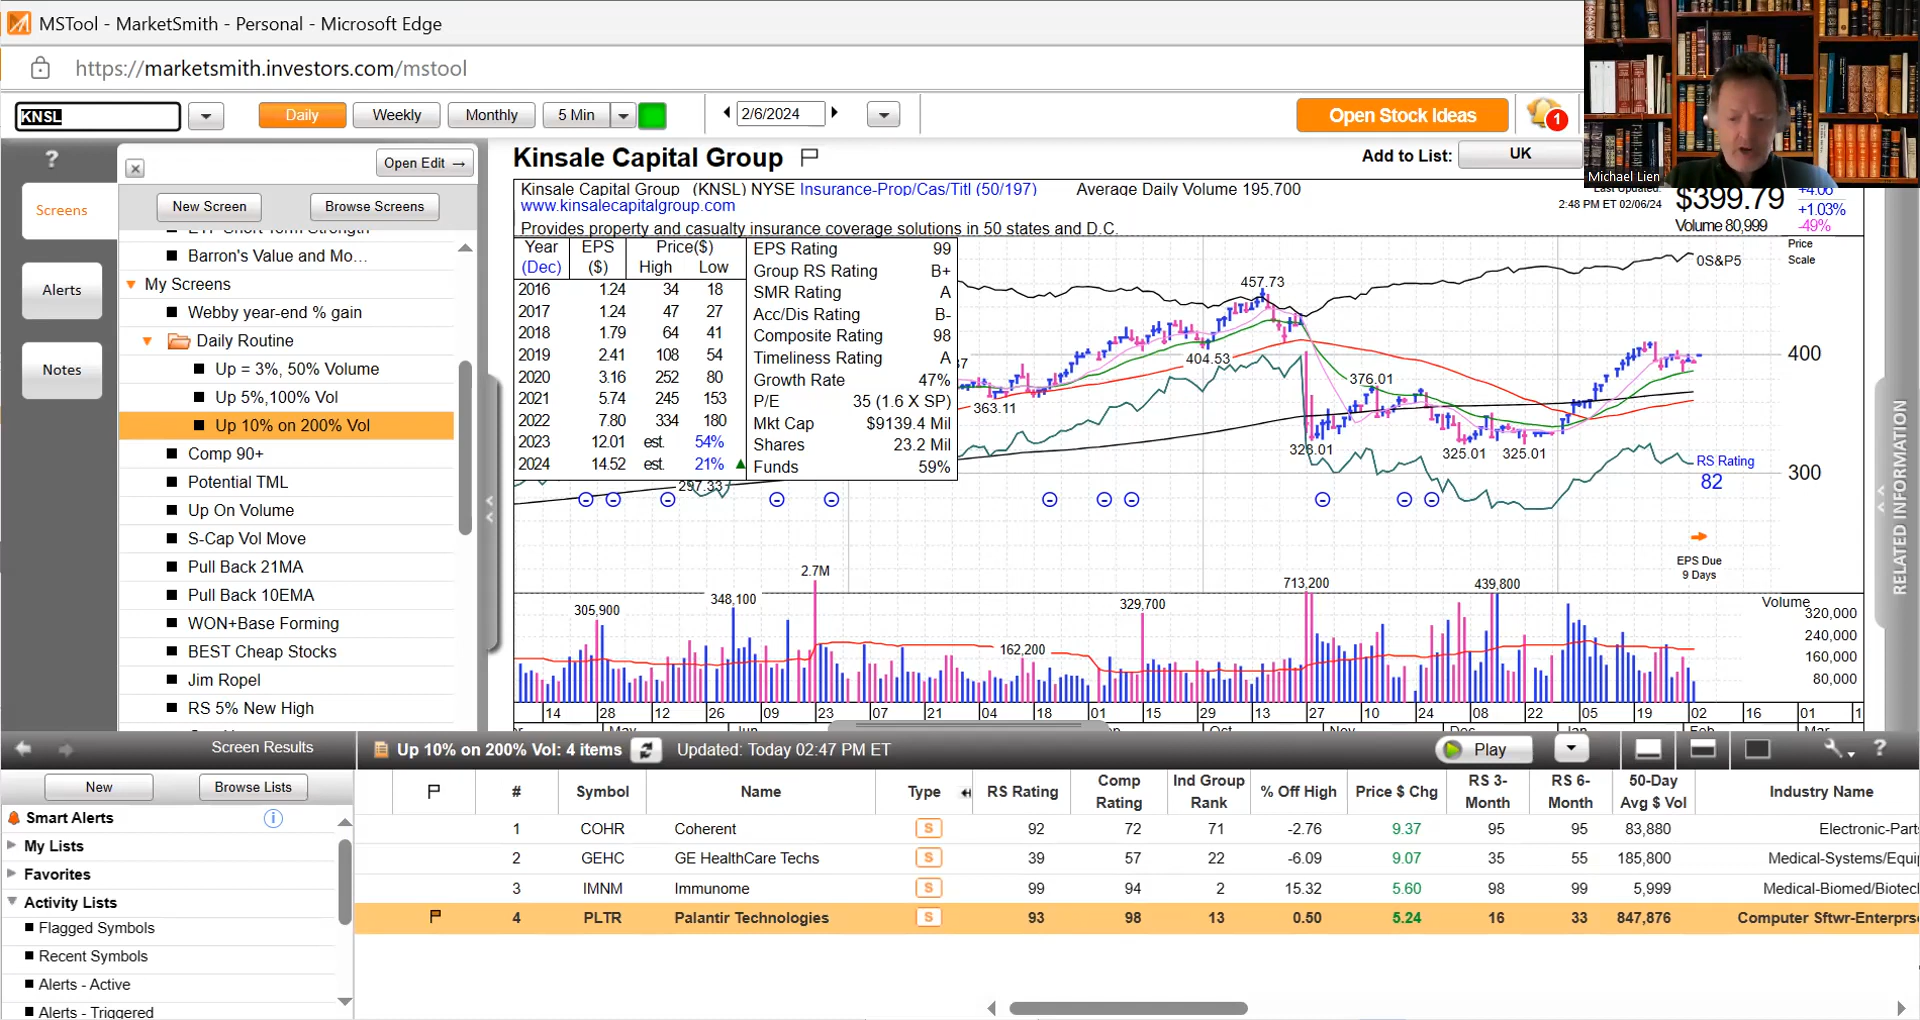 MSTool - MarketSmith - Personal - Microsoft Edge
https://marketsmith.investors.com/mstool
KNSL
Daily
Weekly
Monthly
5 Min
2/6/2024
Open Stock Ideas
1
Michael Lien
?
Open Edit →
Kinsale Capital Group
Add to List:
UK
Screens
New Screen
Browse Screens
Barron's Value and Mo...
My Screens
Webby year-end % gain
Daily Routine
Up = 3%, 50% Volume
Up 5%,100% Vol
Up 10% on 200% Vol
Comp 90+
Potential TML
Up On Volume
S-Cap Vol Move
Pull Back 21MA
Pull Back 10EMA
WON+Base Forming
BEST Cheap Stocks
Jim Ropel
RS 5% New High
Alerts
Notes
Kinsale Capital Group (KNSL) NYSE Insurance-Prop/Cas/Titl (50/197) Average Daily Volume 195,700
www.kinsalecapitalgroup.com
Provides property and casualty insurance coverage solutions in 50 states and D.C.
Last Updated:
2:48 PM ET 02/06/24
$399.79
+4.06
+1.03%
Volume 80,999
-49%
Year (Dec) EPS ($) Price($) High Low
2016 1.24 34 18
2017 1.24 47 27
2018 1.79 64 41
2019 2.41 108 54
2020 3.16 252 80
2021 5.74 245 153
2022 7.80 334 180
2023 12.01 est. 54%
2024 14.52 est. 21%
EPS Rating 99
Group RS Rating B+
SMR Rating A
Acc/Dis Rating B-
Composite Rating 98
Timeliness Rating A
Growth Rate 47%
P/E 35 (1.6 X SP)
Mkt Cap $9139.4 Mil
Shares 23.2 Mil
Funds 59%
Price
Scale
0S&P5
457.73
404.53
363.11
376.01
328.01
325.01
325.01
297.33
400
300
RS Rating
82
EPS Due
9 Days
2.7M
305,900
348,100
162,200
329,700
713,200
439,800
Volume
320,000
240,000
160,000
80,000
14 28 12 26 09 23 07 21 04 18 01 15 29 13 27 10 24 08 22 05 19 02 16 01
May Jun Oct Nov Dec Jan Feb Mar
RELATED INFORMATION
Screen Results
Up 10% on 200% Vol: 4 items
Updated: Today 02:47 PM ET
Play
?
New
Browse Lists
Smart Alerts
i
My Lists
Favorites
Activity Lists
Flagged Symbols
Recent Symbols
Alerts - Active
Alerts - Triggered
# Symbol Name Type RS Rating Comp Rating Ind Group Rank % Off High Price $ Chg RS 3-Month RS 6-Month 50-Day Avg $ Vol Industry Name
1 COHR Coherent S 92 72 71 -2.76 9.37 95 95 83,880 Electronic-Part
2 GEHC GE HealthCare Techs S 39 57 22 -6.09 9.07 35 55 185,800 Medical-Systems/Equi
3 IMNM Immunome S 99 94 2 15.32 5.60 98 99 5,999 Medical-Biomed/Biotec
4 PLTR Palantir Technologies S 93 98 13 0.50 5.24 16 33 847,876 Computer Sftwr-Enterprs